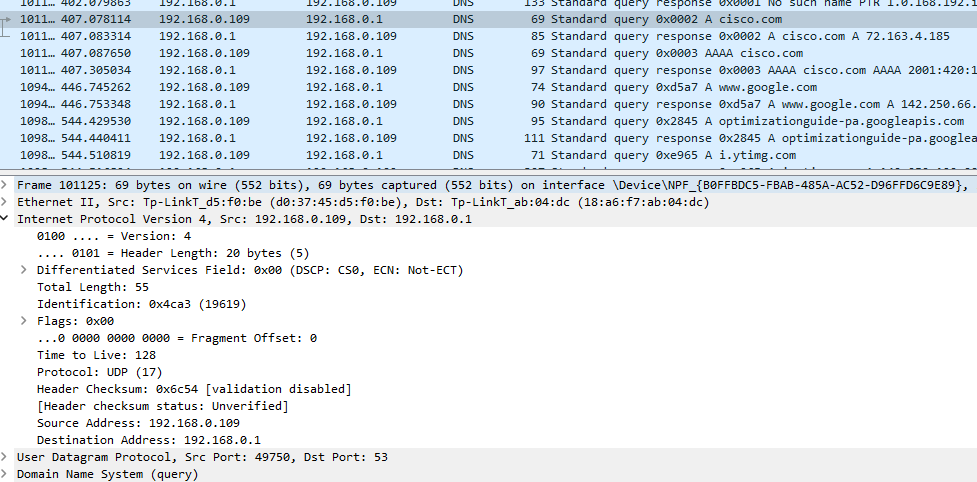 1011… 402.079863 192.168.0.1 192.168.0.109 DNS 133 Standard query response 0x0001 No such name PTR 1.0.168.192.i
1011… 407.078114 192.168.0.109 192.168.0.1 DNS 69 Standard query 0x0002 A cisco.com
1011… 407.083314 192.168.0.1 192.168.0.109 DNS 85 Standard query response 0x0002 A cisco.com A 72.163.4.185
1011… 407.087650 192.168.0.109 192.168.0.1 DNS 69 Standard query 0x0003 AAAA cisco.com
1011… 407.305034 192.168.0.1 192.168.0.109 DNS 97 Standard query response 0x0003 AAAA cisco.com AAAA 2001:420:1
1094… 446.745262 192.168.0.109 192.168.0.1 DNS 74 Standard query 0xd5a7 A www.google.com
1094… 446.753348 192.168.0.1 192.168.0.109 DNS 90 Standard query response 0xd5a7 A www.google.com A 142.250.66.
1098… 544.429530 192.168.0.109 192.168.0.1 DNS 95 Standard query 0x2845 A optimizationguide-pa.googleapis.com
1098… 544.440411 192.168.0.1 192.168.0.109 DNS 111 Standard query response 0x2845 A optimizationguide-pa.googlea
1098… 544.510819 192.168.0.109 192.168.0.1 DNS 71 Standard query 0xe965 A i.ytimg.com
Frame 101125: 69 bytes on wire (552 bits), 69 bytes captured (552 bits) on interface \Device\NPF_{B0FFBDC5-FBAB-485A-AC52-D96FFD6C9E89},
Ethernet II, Src: Tp-LinkT_d5:f0:be (d0:37:45:d5:f0:be), Dst: Tp-LinkT_ab:04:dc (18:a6:f7:ab:04:dc)
Internet Protocol Version 4, Src: 192.168.0.109, Dst: 192.168.0.1
0100 .... = Version: 4
.... 0101 = Header Length: 20 bytes (5)
Differentiated Services Field: 0x00 (DSCP: CS0, ECN: Not-ECT)
Total Length: 55
Identification: 0x4ca3 (19619)
Flags: 0x00
...0 0000 0000 0000 = Fragment Offset: 0
Time to Live: 128
Protocol: UDP (17)
Header Checksum: 0x6c54 [validation disabled]
[Header checksum status: Unverified]
Source Address: 192.168.0.109
Destination Address: 192.168.0.1
User Datagram Protocol, Src Port: 49750, Dst Port: 53
Domain Name System (query)